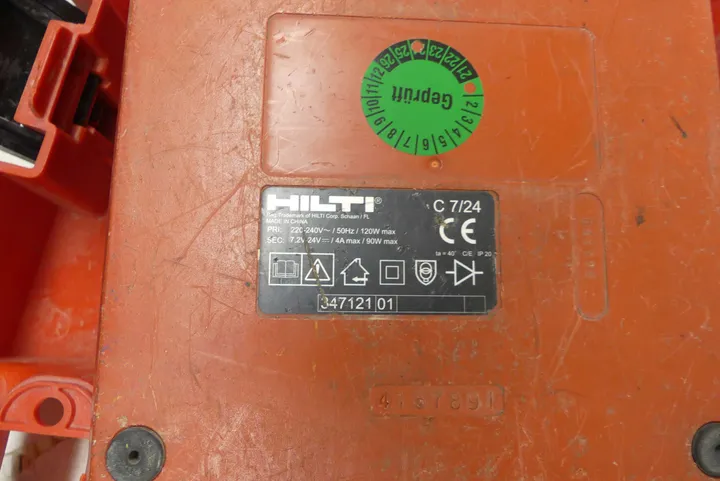 21 22 23 24 25 26
Geprüft
1 2 3 4 5 6 7 8 9 10 11 12
HILTI
C 7/24
Reg. Trademark of HILTI Corp. Schaan / FL
MADE IN CHINA
PRI: 220-240V~ / 50Hz / 120W max
SEC: 7,2V-24V / 4A max / 90W max
CE
ta = 40° C/E IP 20
347121 01